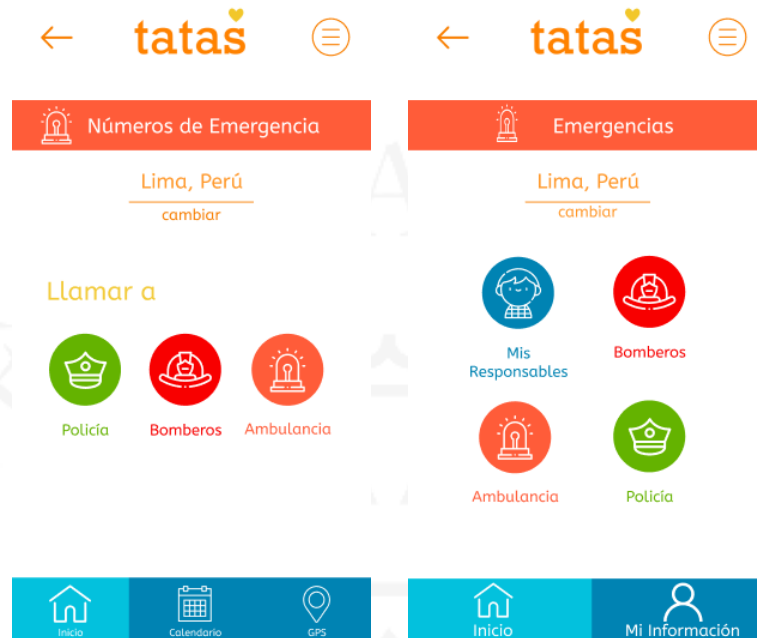 tatas
Números de Emergencia
Lima, Perú
cambiar
Llamar a
Policía
Bomberos
Ambulancia
Inicio
Calendario
GPS
tatas
Emergencias
Lima, Perú
cambiar
Mis
Responsables
Bomberos
Ambulancia
Policía
Inicio
Mi Información